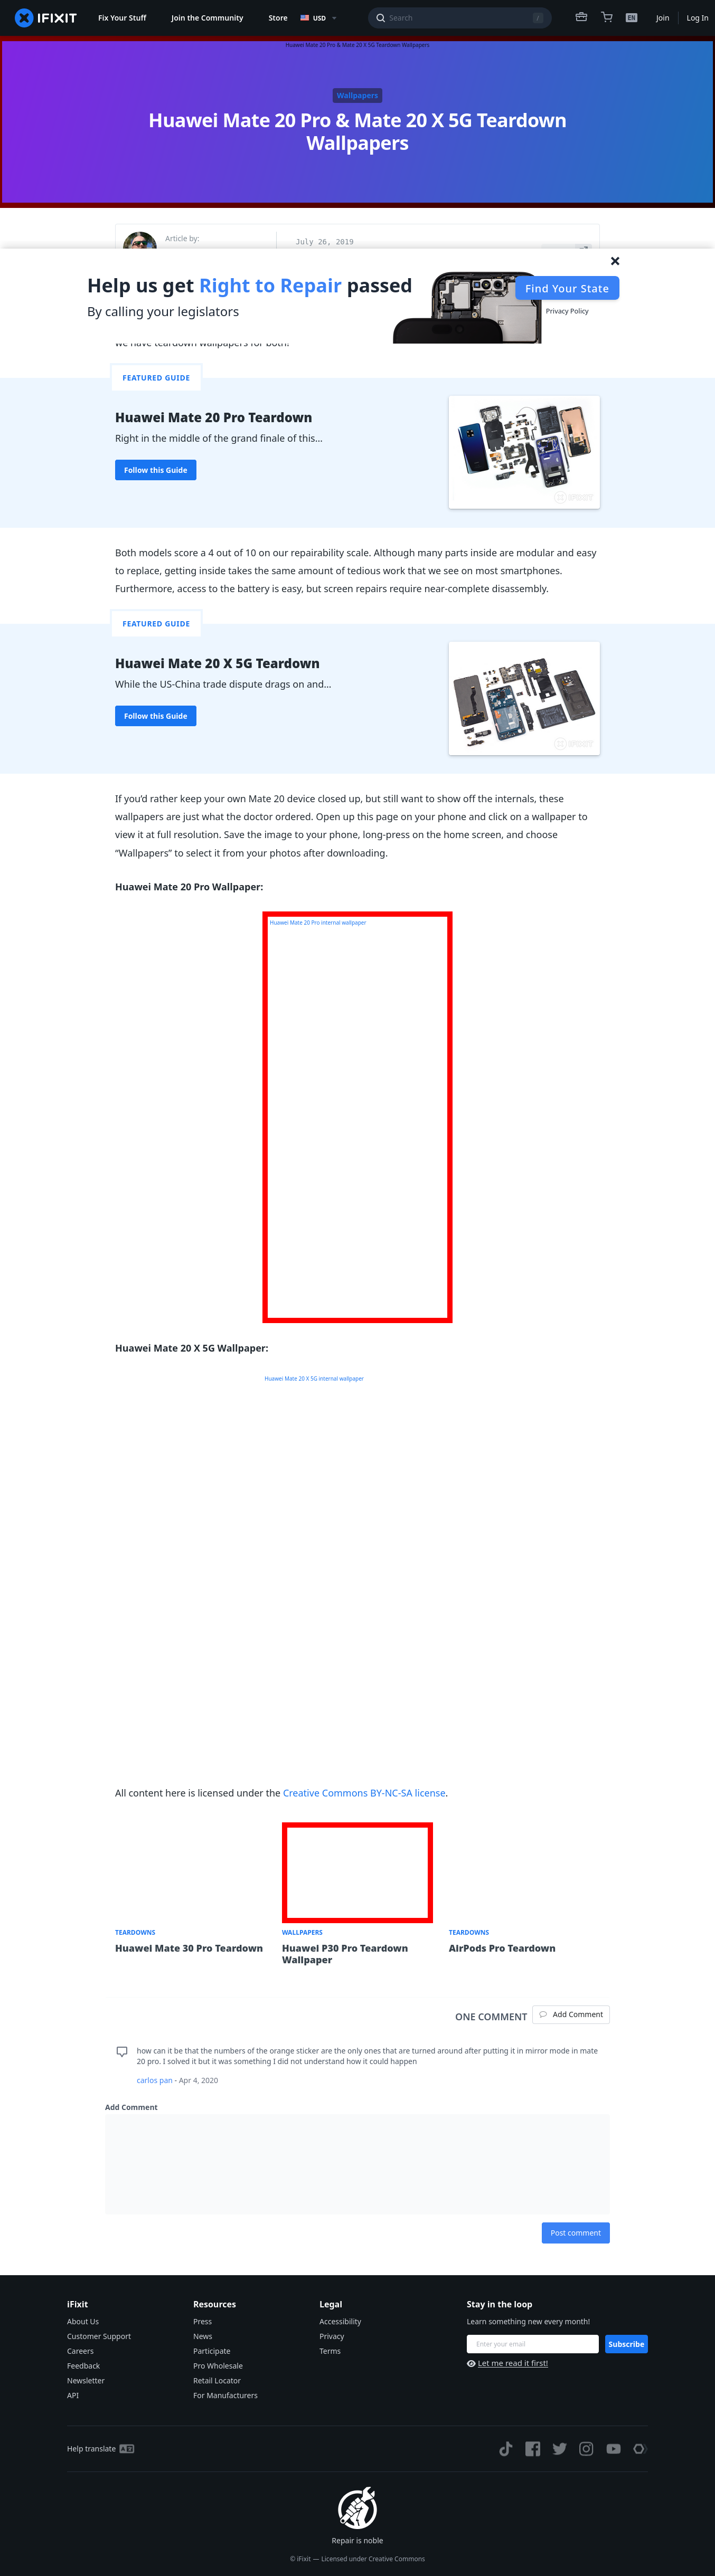 IFIXIT
Fix Your Stuff
Join the Community
Store
USD
Search
/
EN
Join
Log In
Huawei Mate 20 Pro & Mate 20 X 5G Teardown Wallpapers
Wallpapers
Huawei Mate 20 Pro & Mate 20 X 5G Teardown
Wallpapers
Article by:
July 26, 2019
Help us get Right to Repair passed
By calling your legislators
Find Your State
Privacy Policy
we have teardown wallpapers for both!
FEATURED GUIDE
Huawei Mate 20 Pro Teardown
Right in the middle of the grand finale of this...
Follow this Guide
IFIXIT
Both models score a 4 out of 10 on our repairability scale. Although many parts inside are modular and easy
to replace, getting inside takes the same amount of tedious work that we see on most smartphones.
Furthermore, access to the battery is easy, but screen repairs require near-complete disassembly.
FEATURED GUIDE
Huawei Mate 20 X 5G Teardown
While the US-China trade dispute drags on and...
Follow this Guide
IFIXIT
If you’d rather keep your own Mate 20 device closed up, but still want to show off the internals, these
wallpapers are just what the doctor ordered. Open up this page on your phone and click on a wallpaper to
view it at full resolution. Save the image to your phone, long-press on the home screen, and choose
“Wallpapers” to select it from your photos after downloading.
Huawei Mate 20 Pro Wallpaper:
Huawei Mate 20 Pro internal wallpaper
Huawei Mate 20 X 5G Wallpaper:
Huawei Mate 20 X 5G internal wallpaper
All content here is licensed under the Creative Commons BY-NC-SA license.
TEARDOWNS
Huawei Mate 30 Pro Teardown
WALLPAPERS
Huawei P30 Pro Teardown
Wallpaper
TEARDOWNS
AirPods Pro Teardown
ONE COMMENT
Add Comment
how can it be that the numbers of the orange sticker are the only ones that are turned around after putting it in mirror mode in mate
20 pro. I solved it but it was something I did not understand how it could happen
carlos pan - Apr 4, 2020
Add Comment
Post comment
iFixit
About Us
Customer Support
Careers
Feedback
Newsletter
API
Resources
Press
News
Participate
Pro Wholesale
Retail Locator
For Manufacturers
Legal
Accessibility
Privacy
Terms
Stay in the loop
Learn something new every month!
Enter your email
Subscribe
Let me read it first!
Help translate
Repair is noble
© iFixit — Licensed under Creative Commons